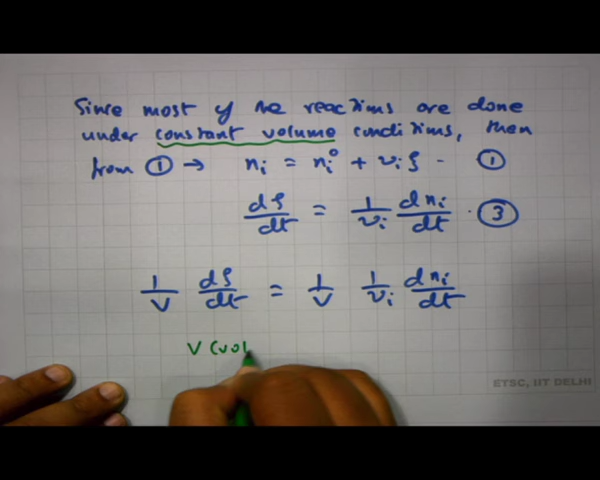 Since most of the reactions are done
under constant volume conditions, then
from ① → nᵢ = nᵢ⁰ + νᵢξ - ①
dξ/dt = 1/νᵢ dnᵢ/dt - ③
1/V dξ/dt = 1/V 1/νᵢ dnᵢ/dt
V (vol
ETSC, IIT DELHI